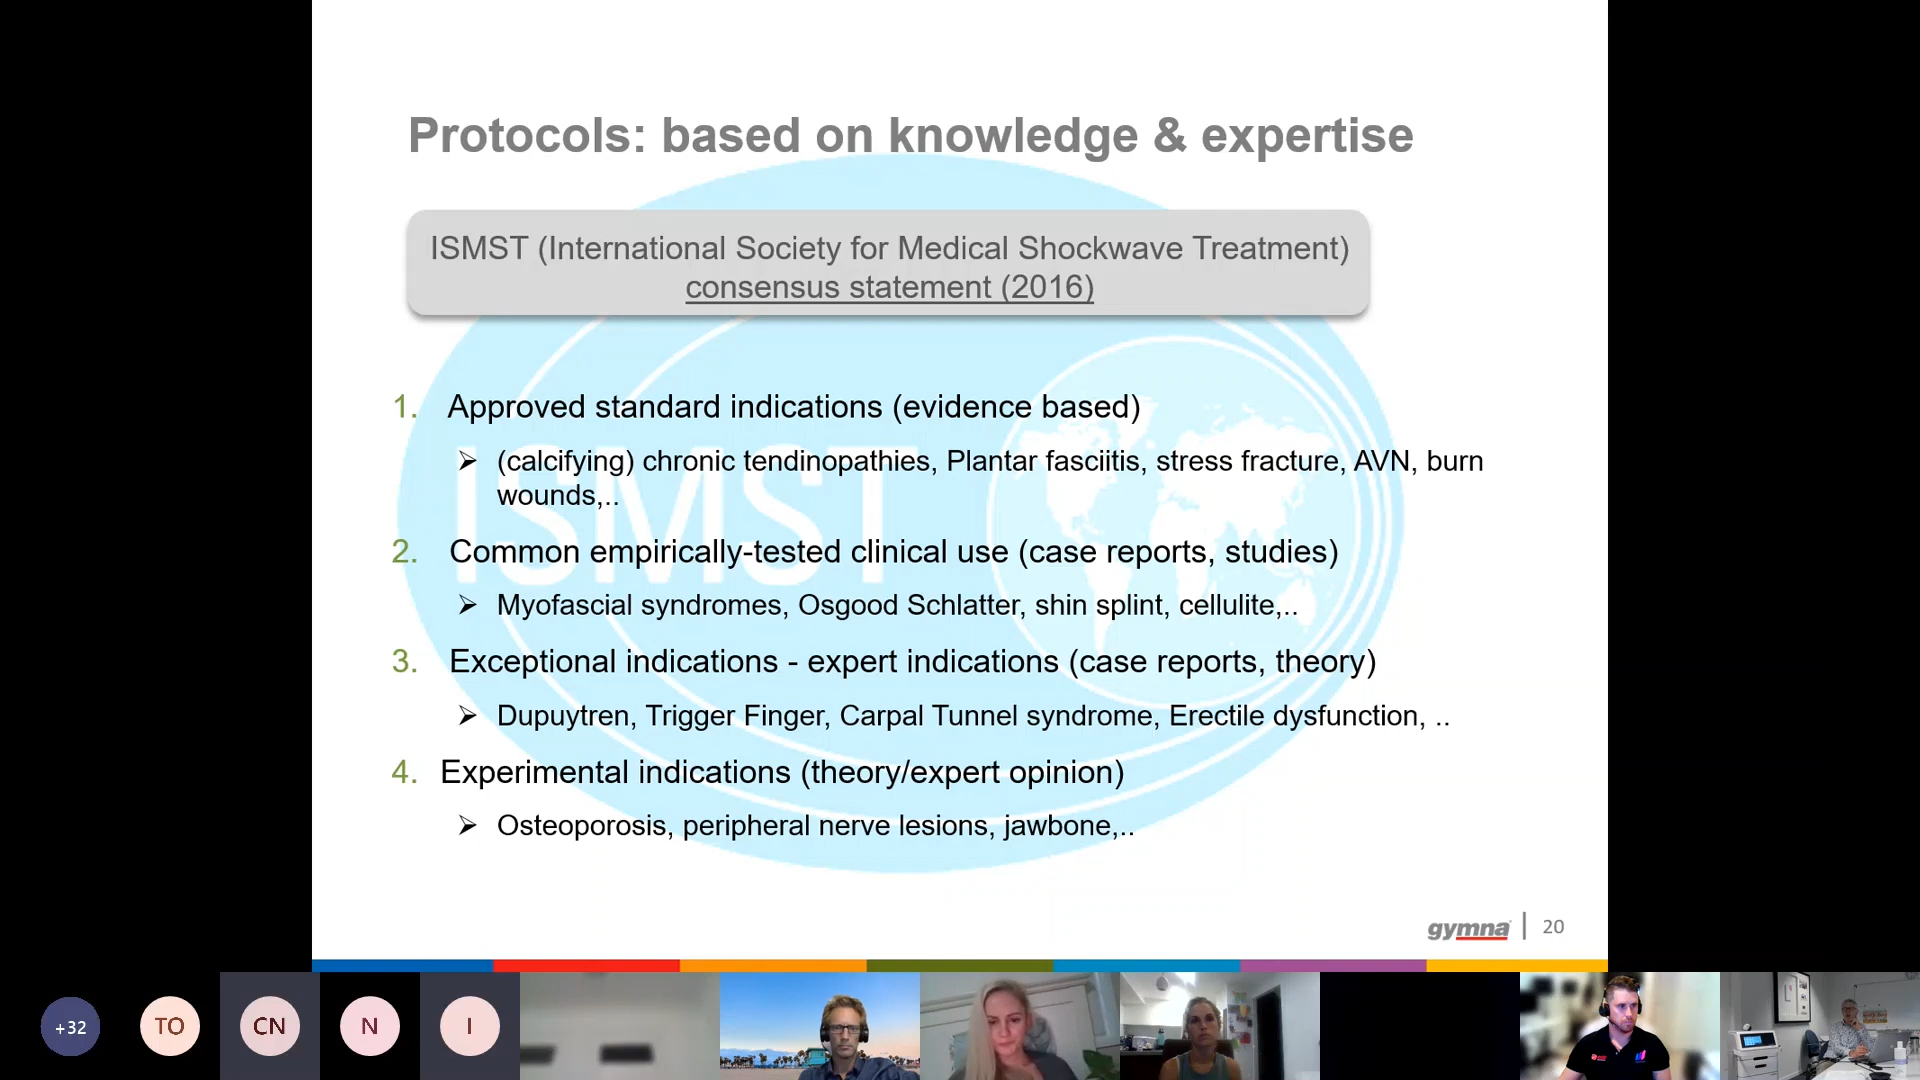 Protocols: based on knowledge & expertise
ISMST (International Society for Medical Shockwave Treatment)
consensus statement (2016)
1. Approved standard indications (evidence based)
➢ (calcifying) chronic tendinopathies, Plantar fasciitis, stress fracture, AVN, burn
wounds,..
2. Common empirically-tested clinical use (case reports, studies)
➢ Myofascial syndromes, Osgood Schlatter, shin splint, cellulite,..
3. Exceptional indications - expert indications (case reports, theory)
➢ Dupuytren, Trigger Finger, Carpal Tunnel syndrome, Erectile dysfunction, ..
4. Experimental indications (theory/expert opinion)
➢ Osteoporosis, peripheral nerve lesions, jawbone,..
ISMST
gymna | 20
+32 TO CN N I